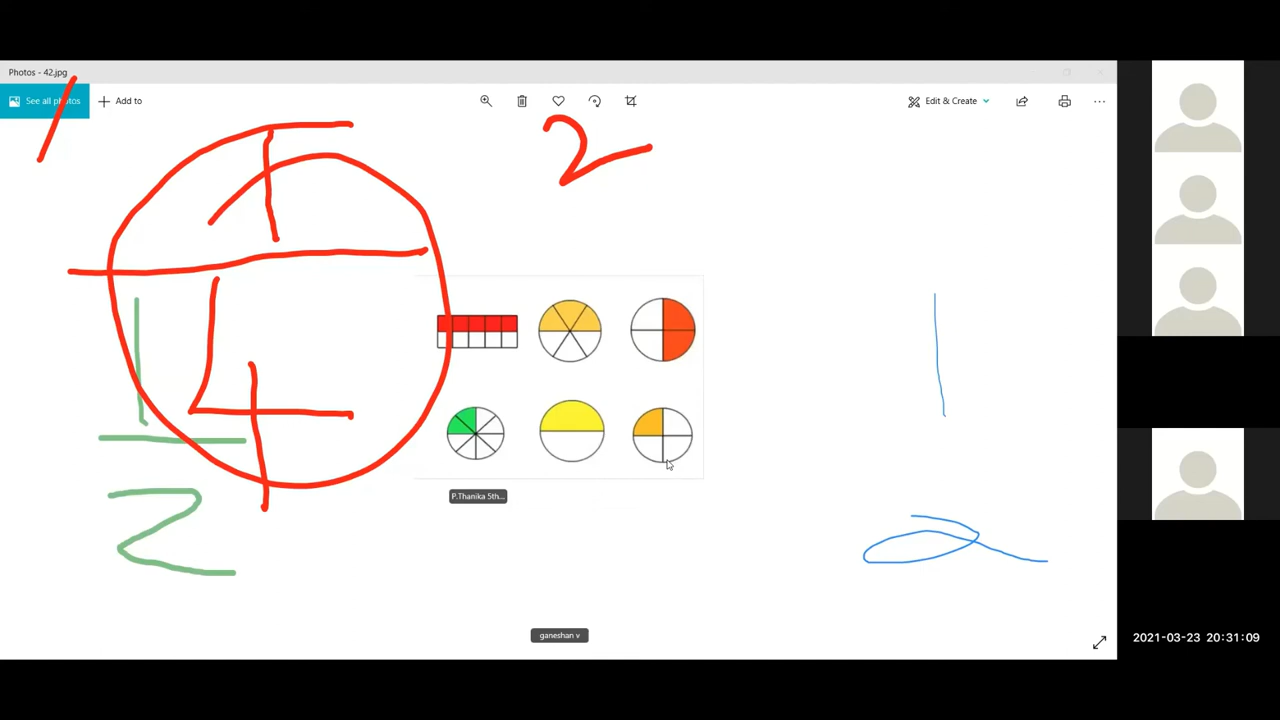 Photos - 42.jpg
See all photos
Add to
Edit & Create
/
2
1
4
1
2
1
2
P.Thanika 5th...
ganeshan v
2021-03-23 20:31:09